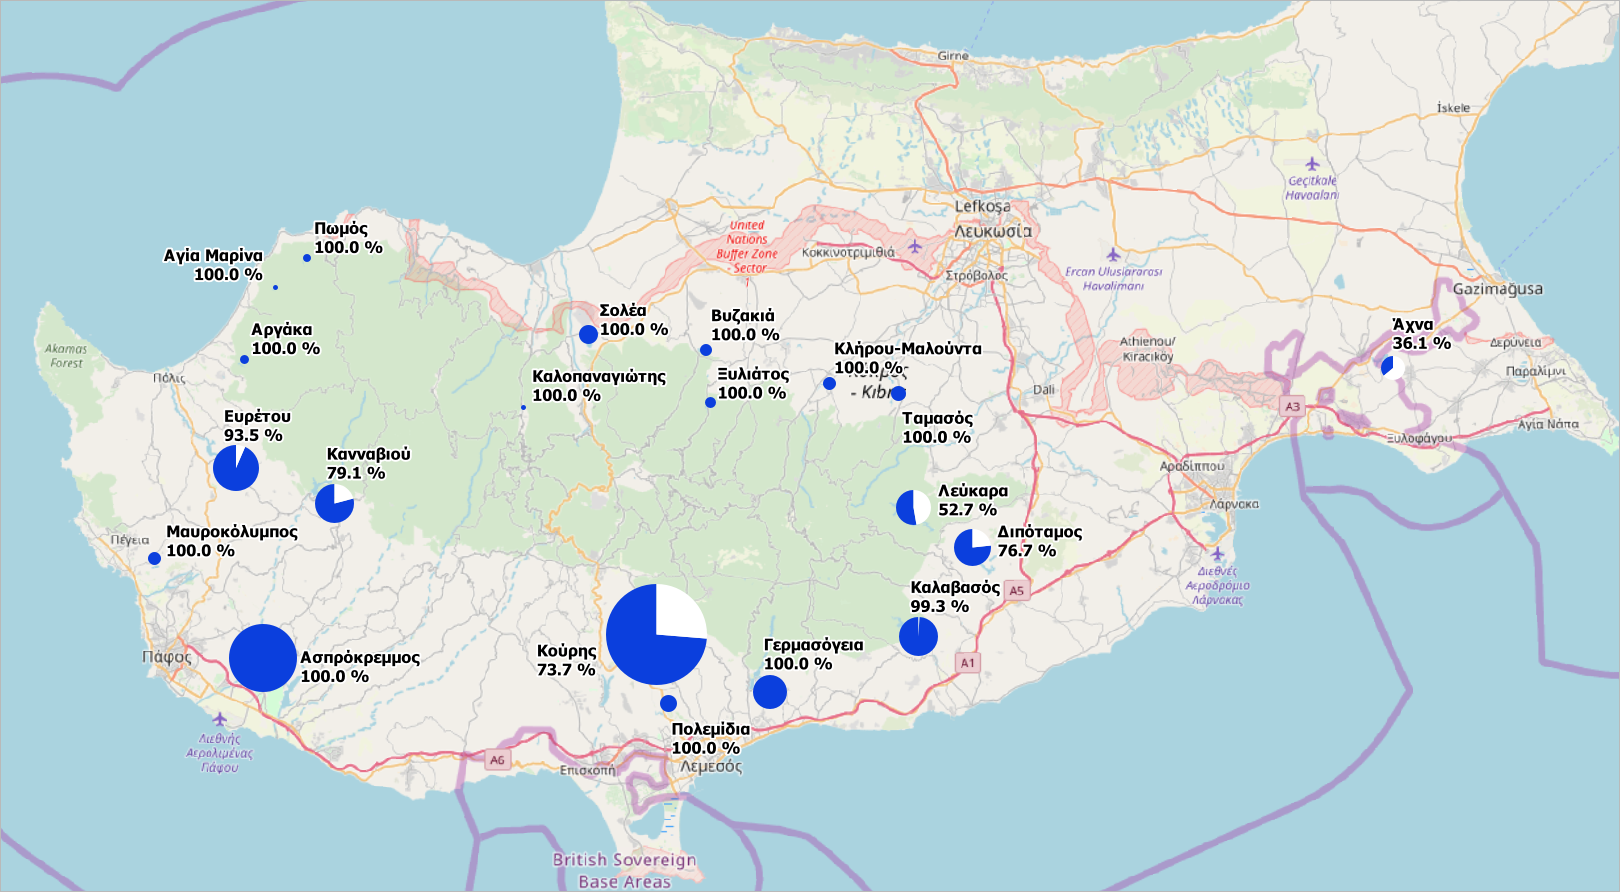 Girne
İskele
Geçitkale
Havaalanı
Lefkoşa
Λευκωσία
United
Nations
Buffer Zone
- Sector
1
Κοκκινοτριμιθιά
Στρόβολος
Ercan Uluslararası
Havalimanı
Gazimağusa
Πωμός
100.0 %
Αγία Μαρίνα
100.0 %
Σολέα
100.0 %
Βυζακιά
100.0 %
Άχνα
36.1 %
Αργάκα
100.0 %
Akamas
Forest
Πόλις
Κλήρου-Μαλούντα
100.0 %
- Kıbrıs
Athienou/
Kiracıköy
Δερύνεια
Παραλίμνι
Καλοπαναγιώτης
100.0 %
Ξυλιάτος
100.0 %
Dali
A3
Ταμασός
100.0 %
Αγία Νάπα
Ξυλοφάγου
Ευρέτου
93.5 %
Κανναβιού
79.1 %
Αραδίππου
Λάρνακα
Λεύκαρα
52.7 %
Διπόταμος
76.7 %
Μαυροκόλυμπος
100.0 %
Πέγεια
Διεθνές
Αεροδρόμιο
Λάρνακας
A5
Καλαβασός
99.3 %
Πάφος
Ασπρόκρεμμος
100.0 %
Κούρης
73.7 %
Γερμασόγεια
100.0 %
A1
Διεθνής
Αερολιμένας
Πάφου
Πολεμίδια
100.0 %
A6
Επισκοπή
Λεμεσός
British Sovereign
Base Areas